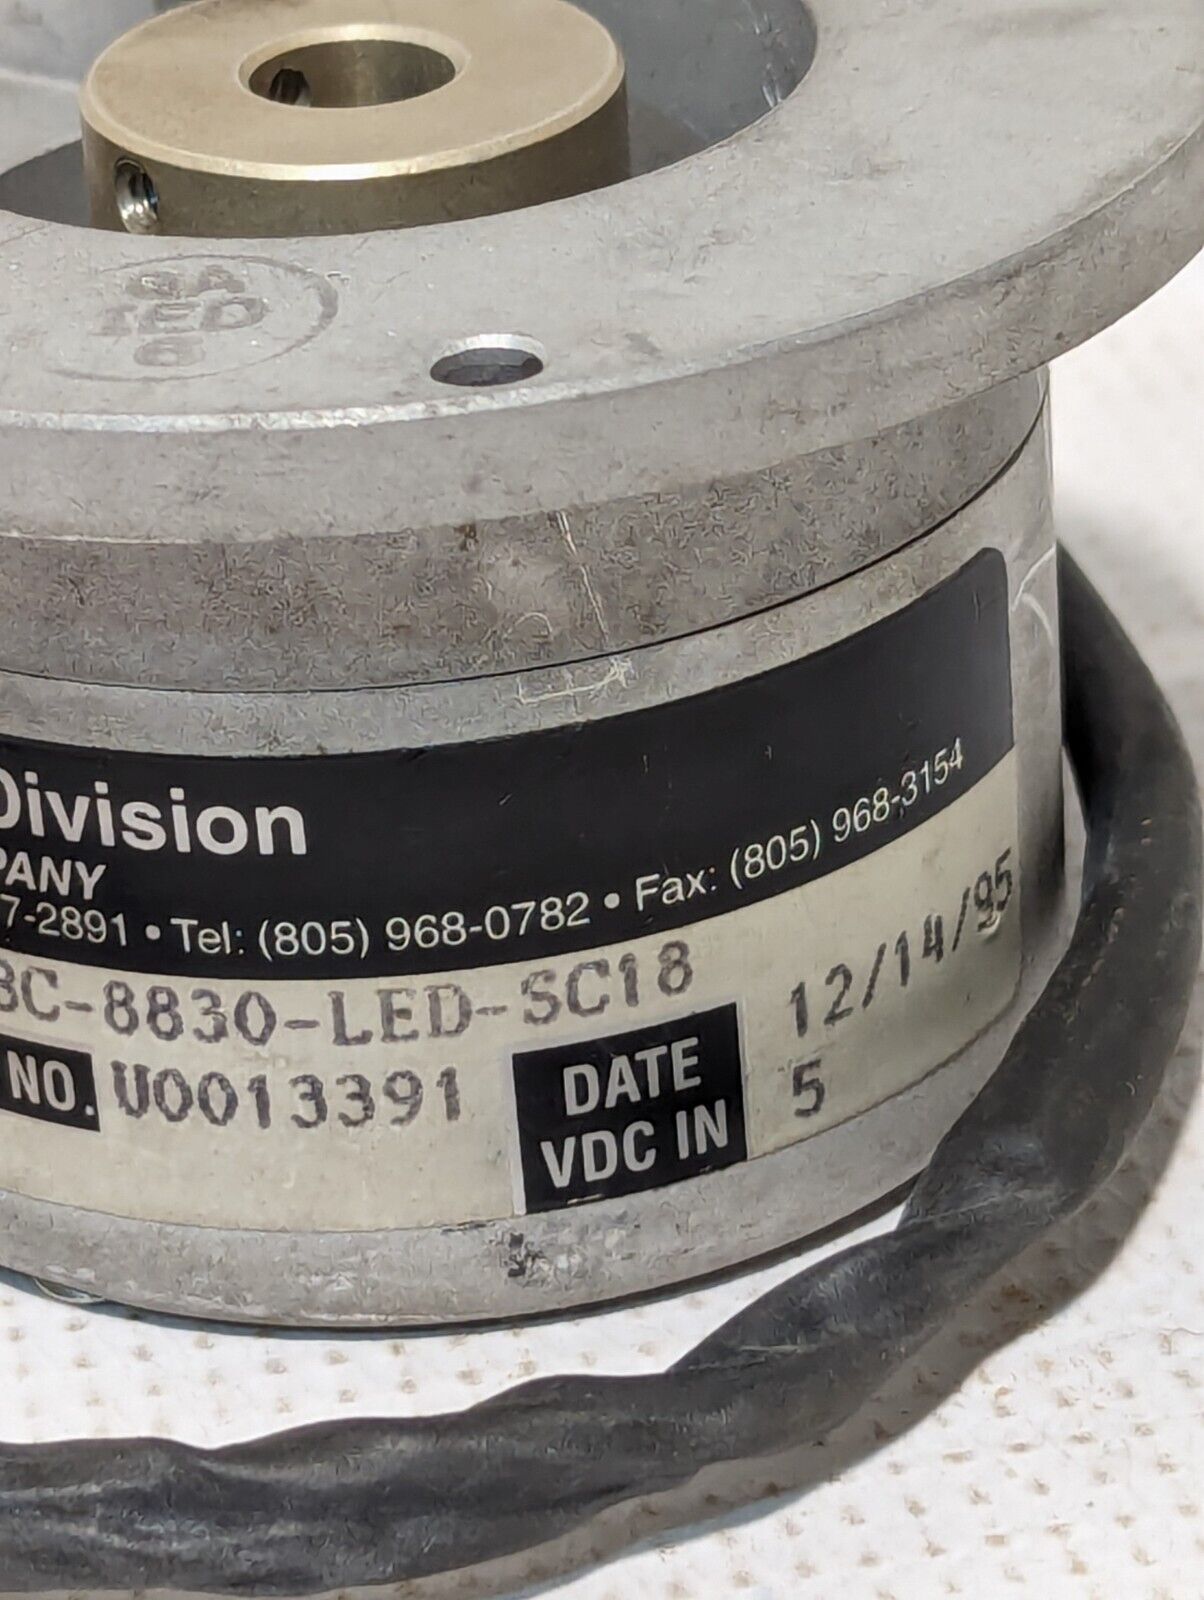 Division
PANY
7-2891 • Tel: (805) 968-0782 • Fax: (805) 968-3154
BC-8830-LED-SC18
12/14/95
NO. U0013391
DATE
VDC IN
5